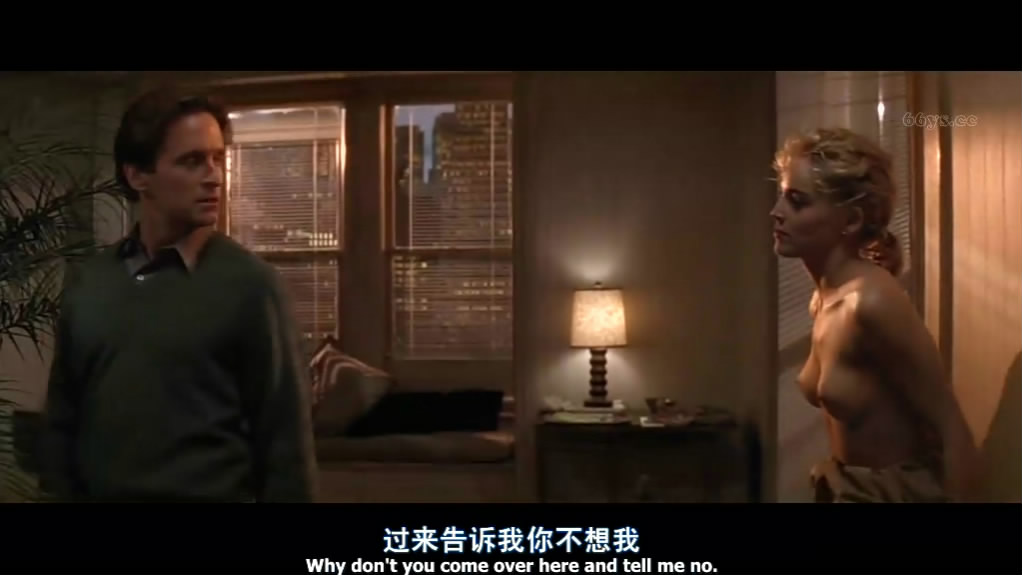 66ys.cc
过来告诉我你不想我
Why don't you come over here and tell me no.